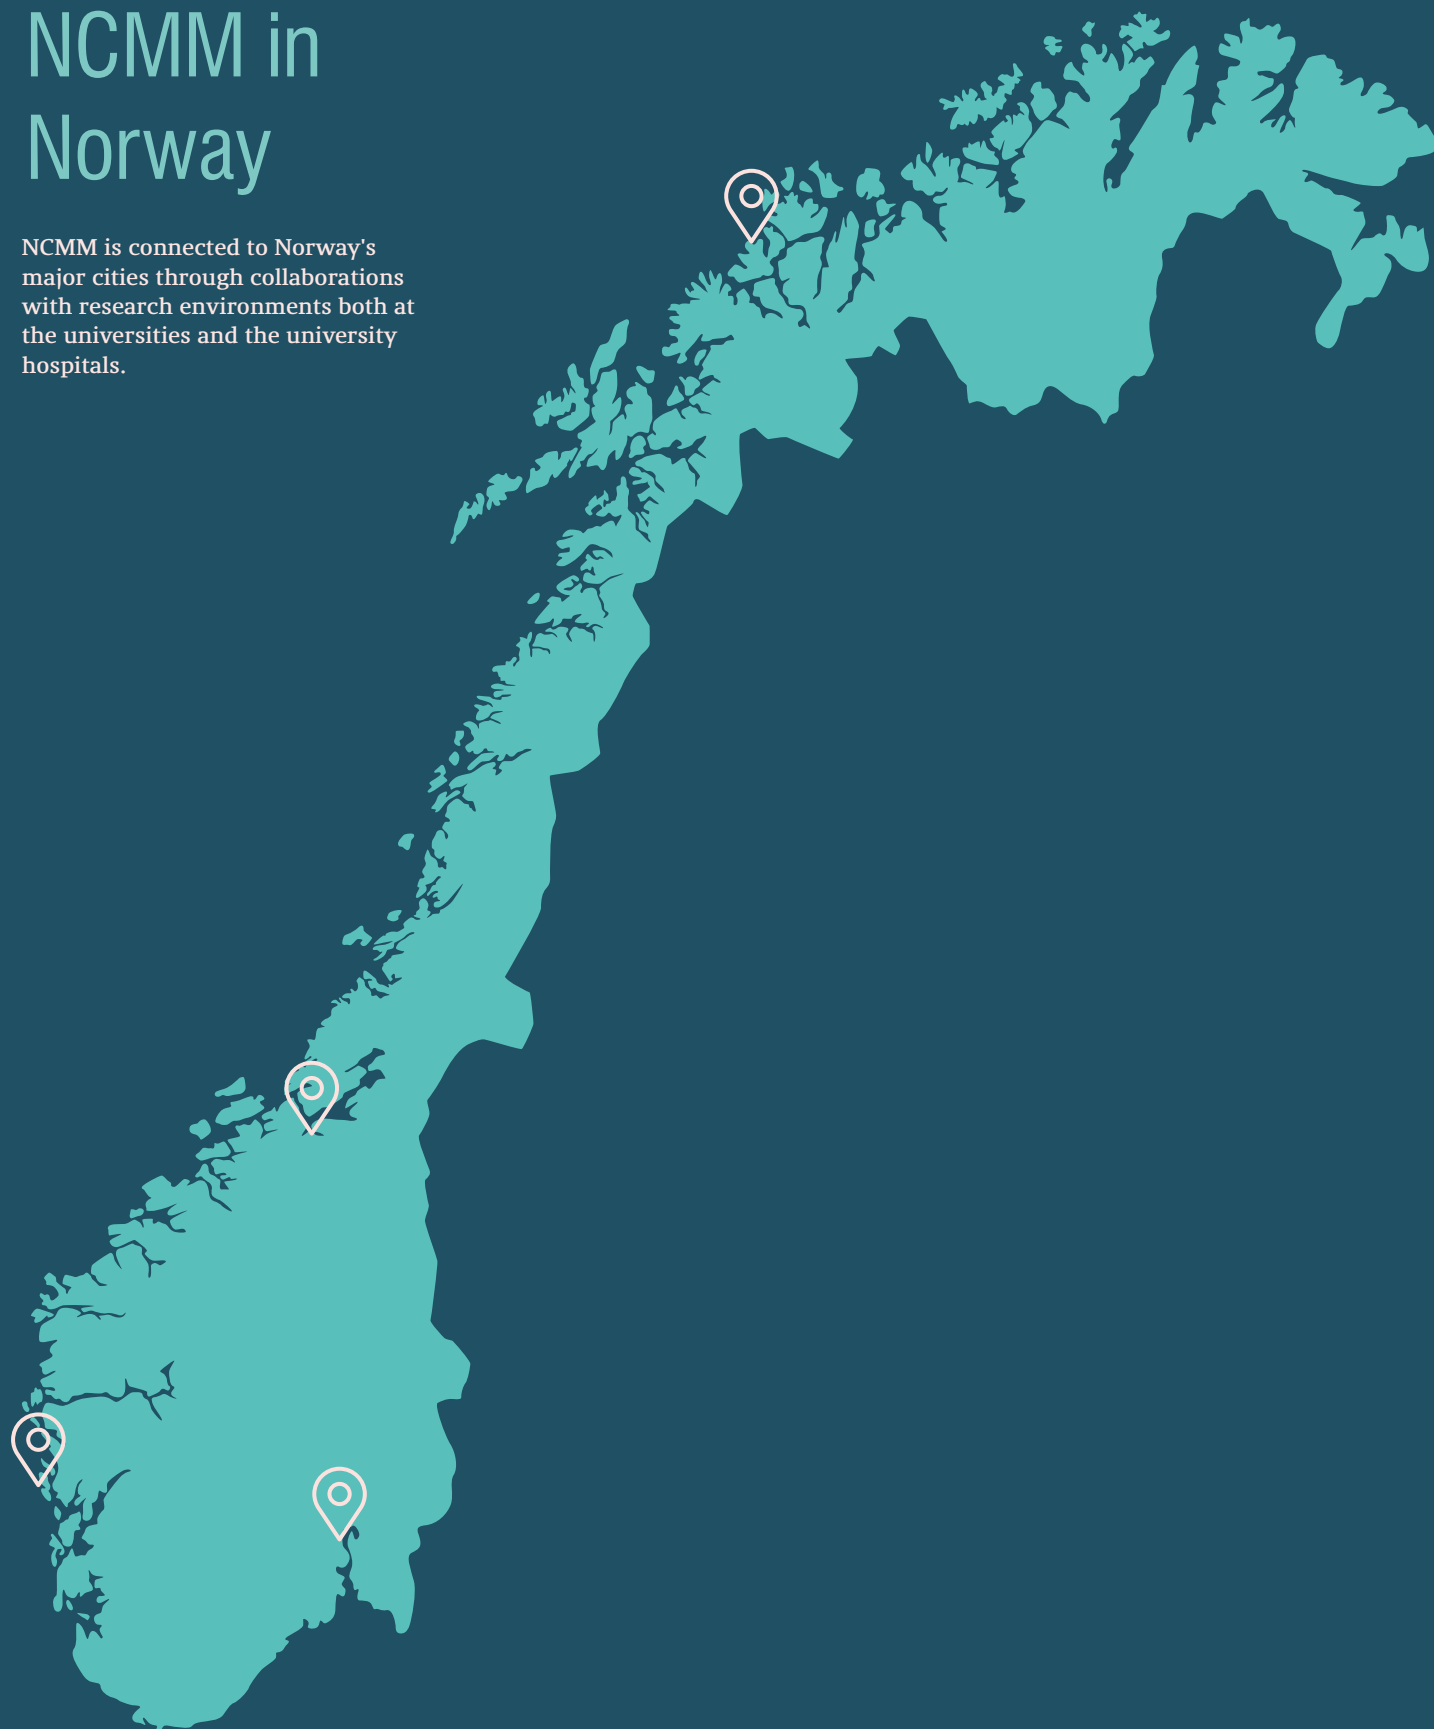 NCMM in
Norway
NCMM is connected to Norway's
major cities through collaborations
with research environments both at
the universities and the university
hospitals.